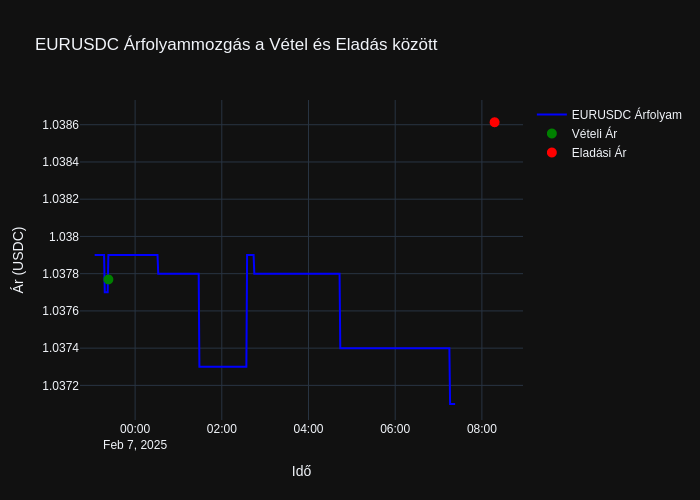 EURUSDC Árfolyammozgás a Vétel és Eladás között
EURUSDC Árfolyam
Vételi Ár
Eladási Ár
Ár (USDC)
1.0386
1.0384
1.0382
1.038
1.0378
1.0376
1.0374
1.0372
00:00
02:00
04:00
06:00
08:00
Feb 7, 2025
Idő